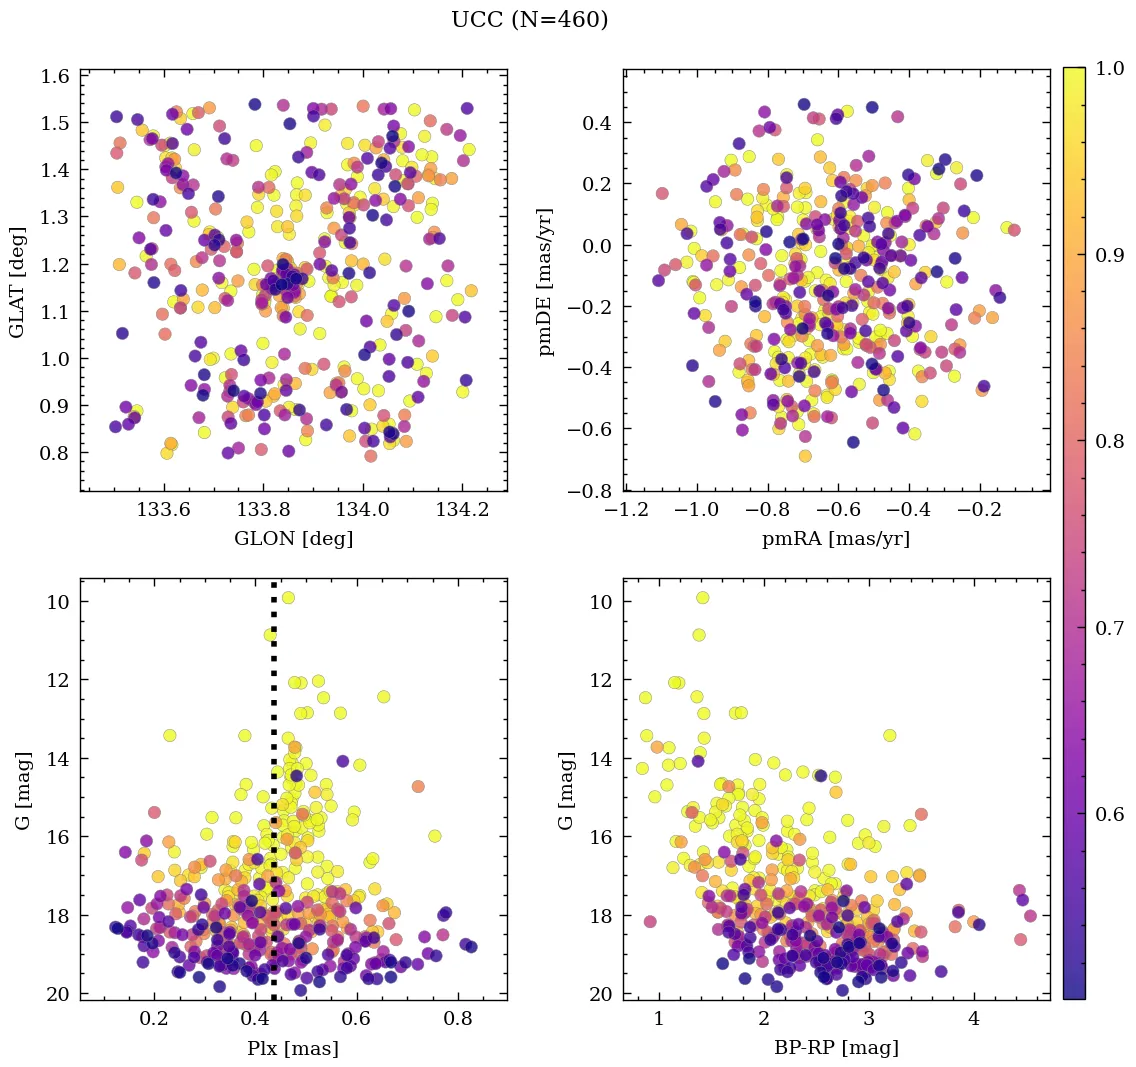 UCC (N=460)
1.6
1.5
1.4
1.3
1.2
1.1
1.0
0.9
0.8
GLAT [deg]
133.6 133.8 134.0 134.2
GLON [deg]
0.4
0.2
0.0
−0.2
−0.4
−0.6
−0.8
pmDE [mas/yr]
−1.2 −1.0 −0.8 −0.6 −0.4 −0.2
pmRA [mas/yr]
1.0
0.9
0.8
0.7
0.6
10
12
14
16
18
20
G [mag]
0.2 0.4 0.6 0.8
Plx [mas]
10
12
14
16
18
20
G [mag]
1 2 3 4
BP-RP [mag]